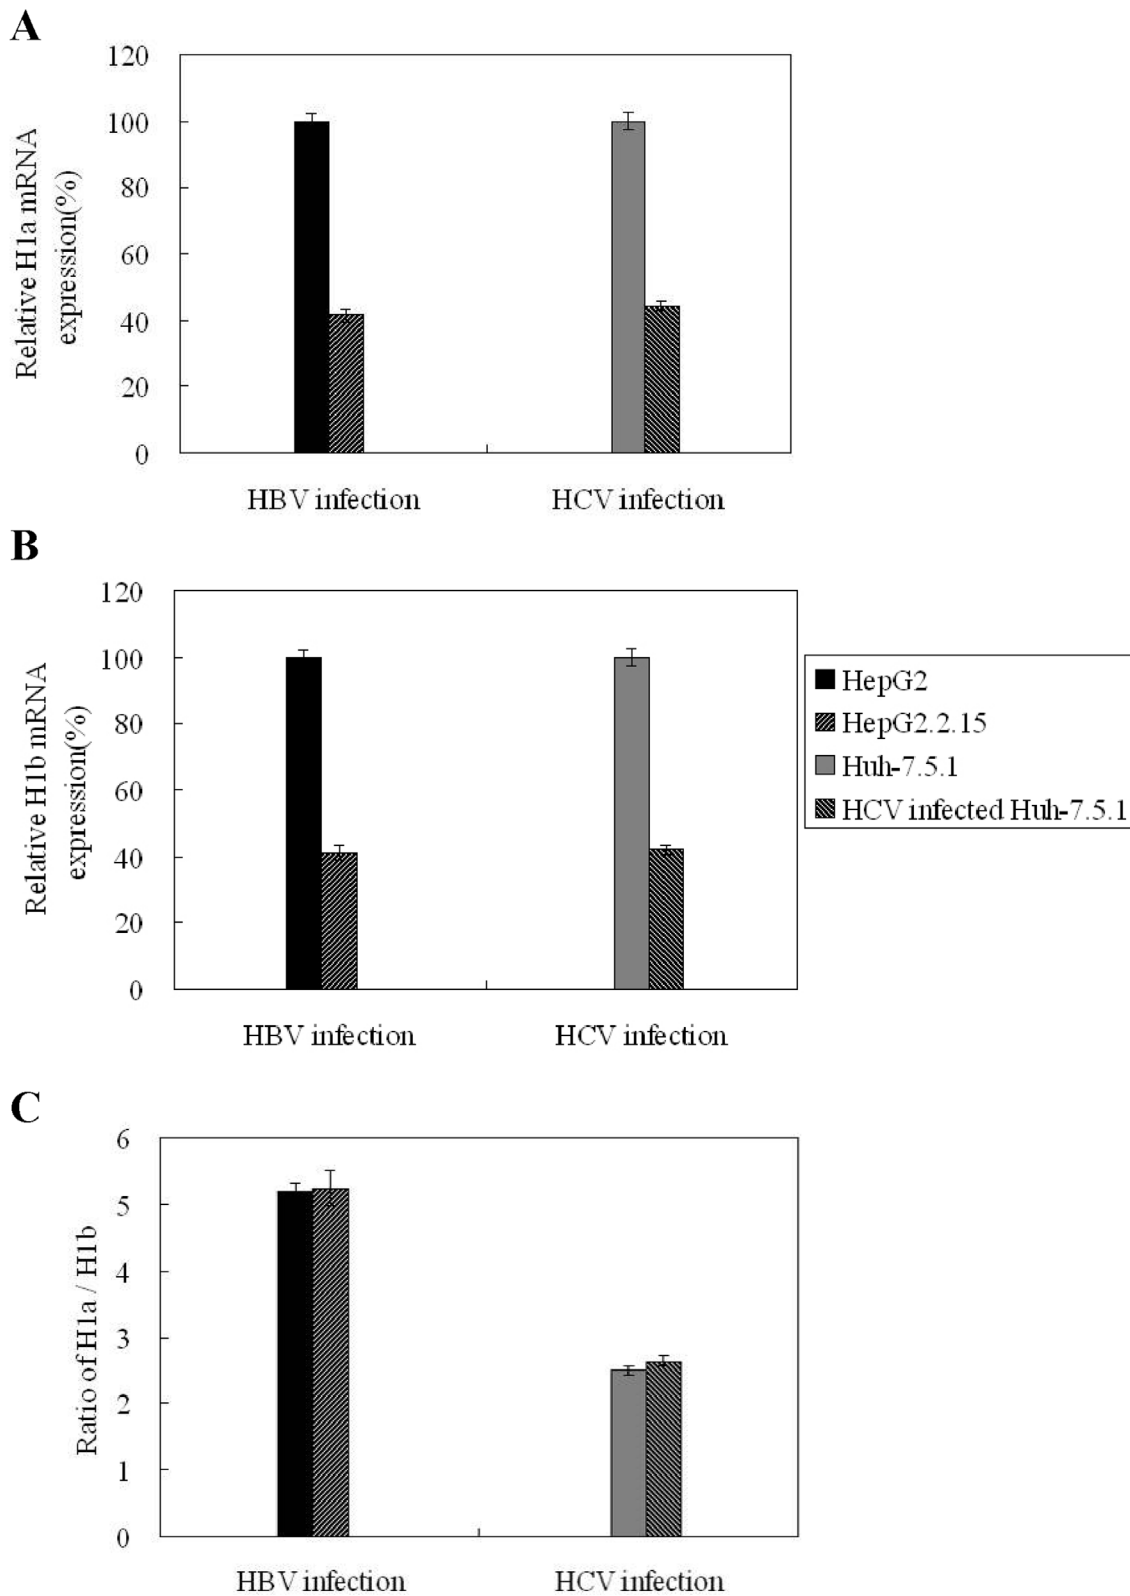 A
120
100
80
60
40
20
0
Relative H1a mRNA
expression(%)
HBV infection
HCV infection
B
120
100
80
60
40
20
0
Relative H1b mRNA
expression(%)
HBV infection
HCV infection
HepG2
HepG2.2.15
Huh-7.5.1
HCV infected Huh-7.5.1
C
6
5
4
3
2
1
0
Ratio of H1a / H1b
HBV infection
HCV infection